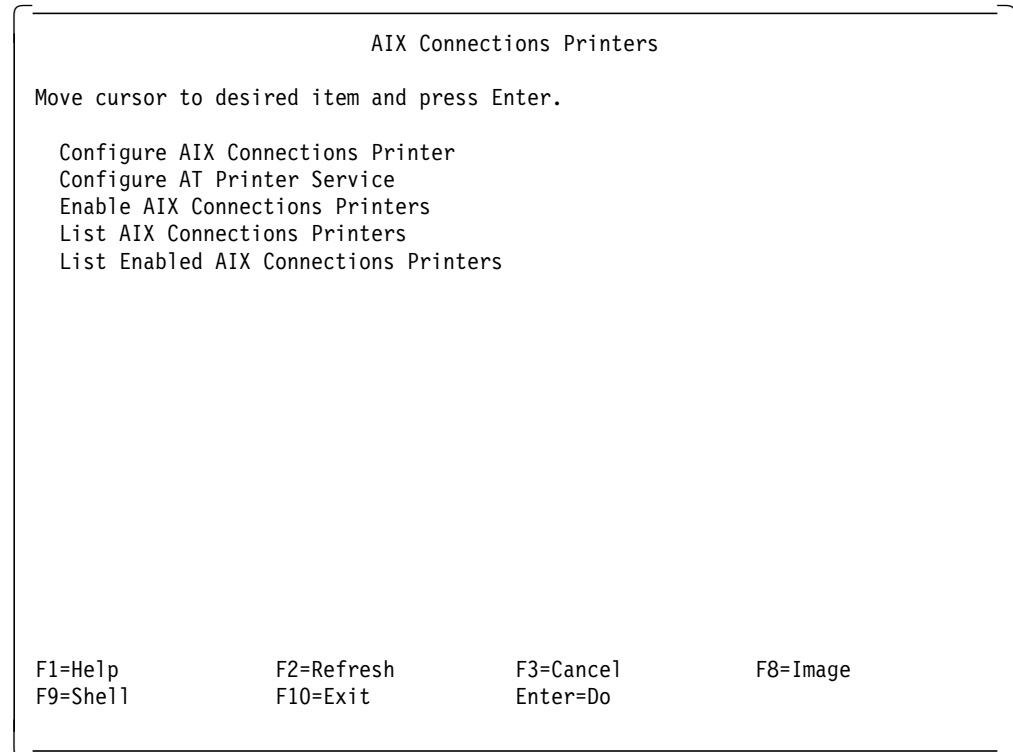 AIX Connections Printers
Move cursor to desired item and press Enter.
Configure AIX Connections Printer
Configure AT Printer Service
Enable AIX Connections Printers
List AIX Connections Printers
List Enabled AIX Connections Printers
F1=Help F2=Refresh F3=Cancel F8=Image
F9=Shell F10=Exit Enter=Do